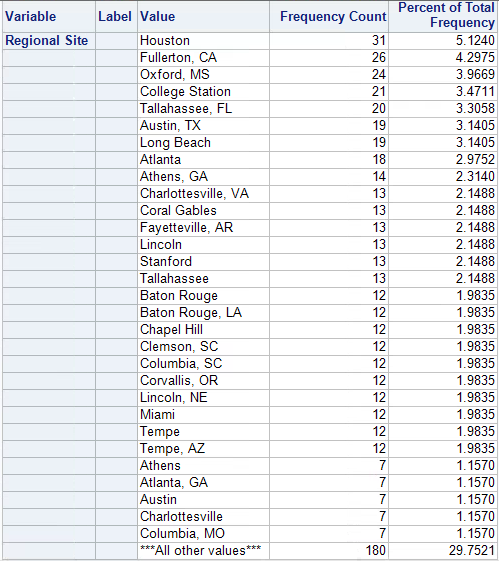 Variable Label Value Frequency Count Percent of Total Frequency
Regional Site Houston 31 5.1240
Fullerton, CA 26 4.2975
Oxford, MS 24 3.9669
College Station 21 3.4711
Tallahassee, FL 20 3.3058
Austin, TX 19 3.1405
Long Beach 19 3.1405
Atlanta 18 2.9752
Athens, GA 14 2.3140
Charlottesville, VA 13 2.1488
Coral Gables 13 2.1488
Fayetteville, AR 13 2.1488
Lincoln 13 2.1488
Stanford 13 2.1488
Tallahassee 13 2.1488
Baton Rouge 12 1.9835
Baton Rouge, LA 12 1.9835
Chapel Hill 12 1.9835
Clemson, SC 12 1.9835
Columbia, SC 12 1.9835
Corvallis, OR 12 1.9835
Lincoln, NE 12 1.9835
Miami 12 1.9835
Tempe 12 1.9835
Tempe, AZ 12 1.9835
Athens 7 1.1570
Atlanta, GA 7 1.1570
Austin 7 1.1570
Charlottesville 7 1.1570
Columbia, MO 7 1.1570
***All other values*** 180 29.7521